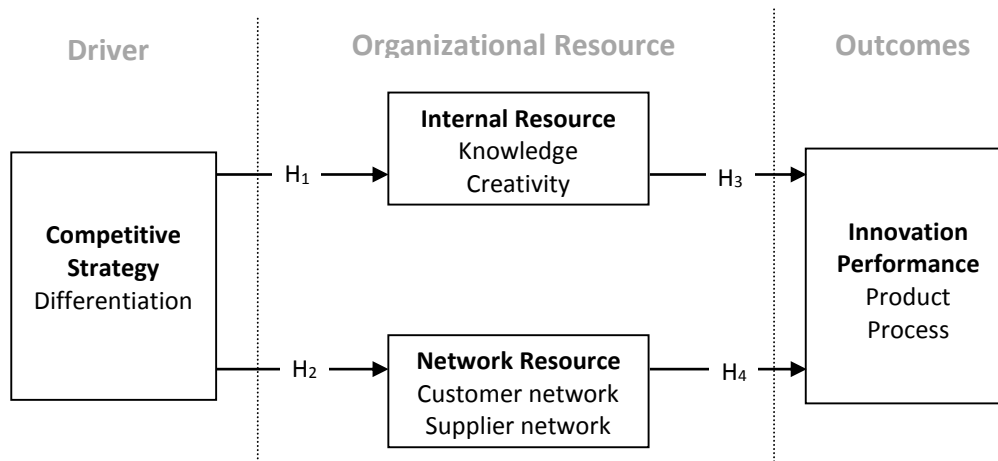 Driver
Organizational Resource
Outcomes
Internal Resource
Knowledge
Creativity
H₁
H₃
Competitive
Strategy
Differentiation
Innovation
Performance
Product
Process
H₂
H₄
Network Resource
Customer network
Supplier network